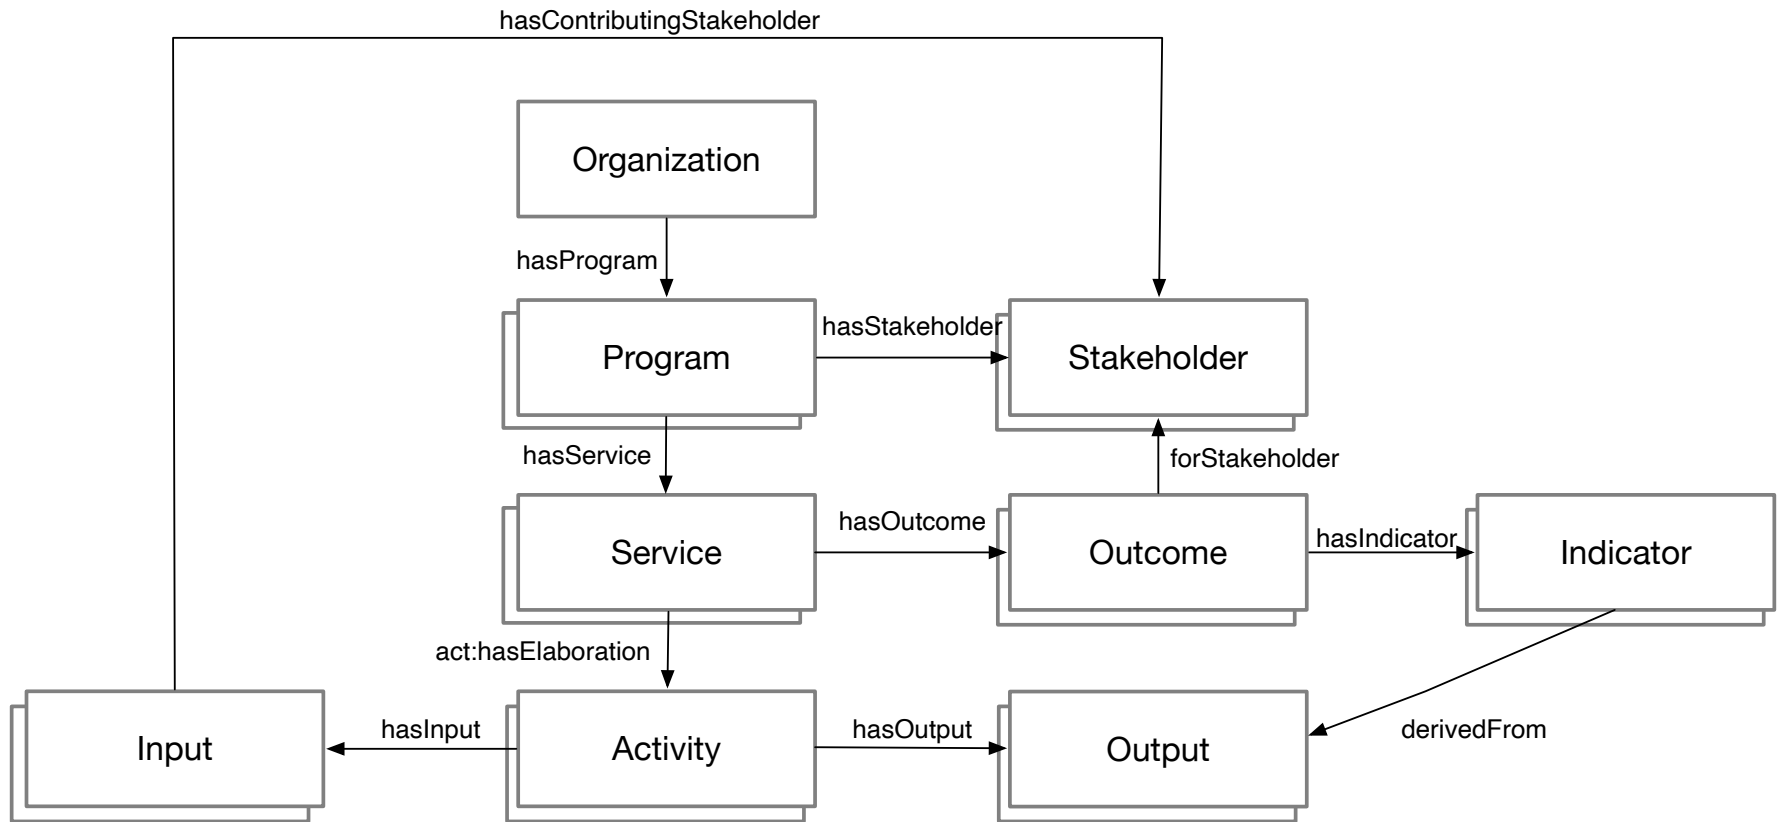 hasContributingStakeholder
Organization
hasProgram
hasStakeholder
Program
Stakeholder
hasService
forStakeholder
hasOutcome
hasIndicator
Service
Outcome
Indicator
act:hasElaboration
hasInput
hasOutput
derivedFrom
Input
Activity
Output